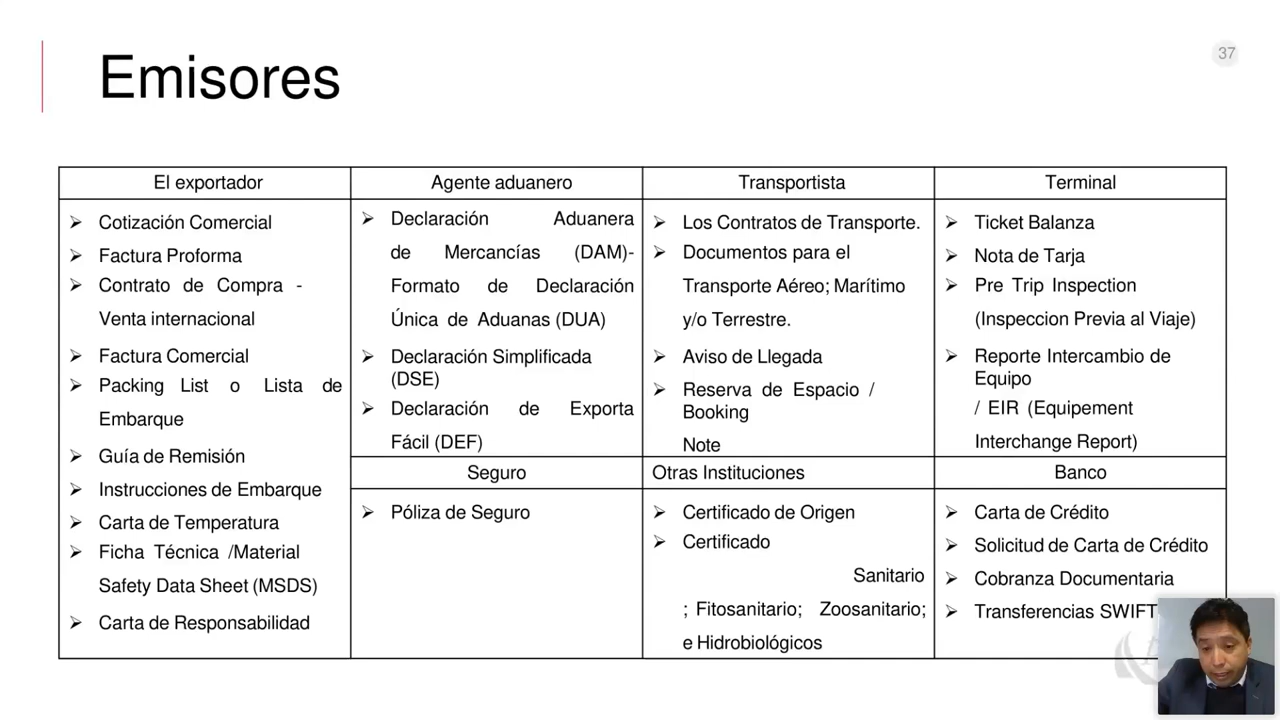 Emisores
37
El exportador
Cotización Comercial
Factura Proforma
Contrato de Compra -
Venta internacional
Factura Comercial
Packing List o Lista de
Embarque
Guía de Remisión
Instrucciones de Embarque
Carta de Temperatura
Ficha Técnica /Material
Safety Data Sheet (MSDS)
Carta de Responsabilidad
Agente aduanero
Declaración Aduanera
de Mercancías (DAM)-
Formato de Declaración
Única de Aduanas (DUA)
Declaración Simplificada
(DSE)
Declaración de Exporta
Fácil (DEF)
Transportista
Los Contratos de Transporte.
Documentos para el
Transporte Aéreo; Marítimo
y/o Terrestre.
Aviso de Llegada
Reserva de Espacio /
Booking
Note
Terminal
Ticket Balanza
Nota de Tarja
Pre Trip Inspection
(Inspeccion Previa al Viaje)
Reporte Intercambio de
Equipo
/ EIR (Equipement
Interchange Report)
Seguro
Póliza de Seguro
Otras Instituciones
Certificado de Origen
Certificado
Sanitario
; Fitosanitario; Zoosanitario;
e Hidrobiológicos
Banco
Carta de Crédito
Solicitud de Carta de Crédito
Cobranza Documentaria
Transferencias SWIFT